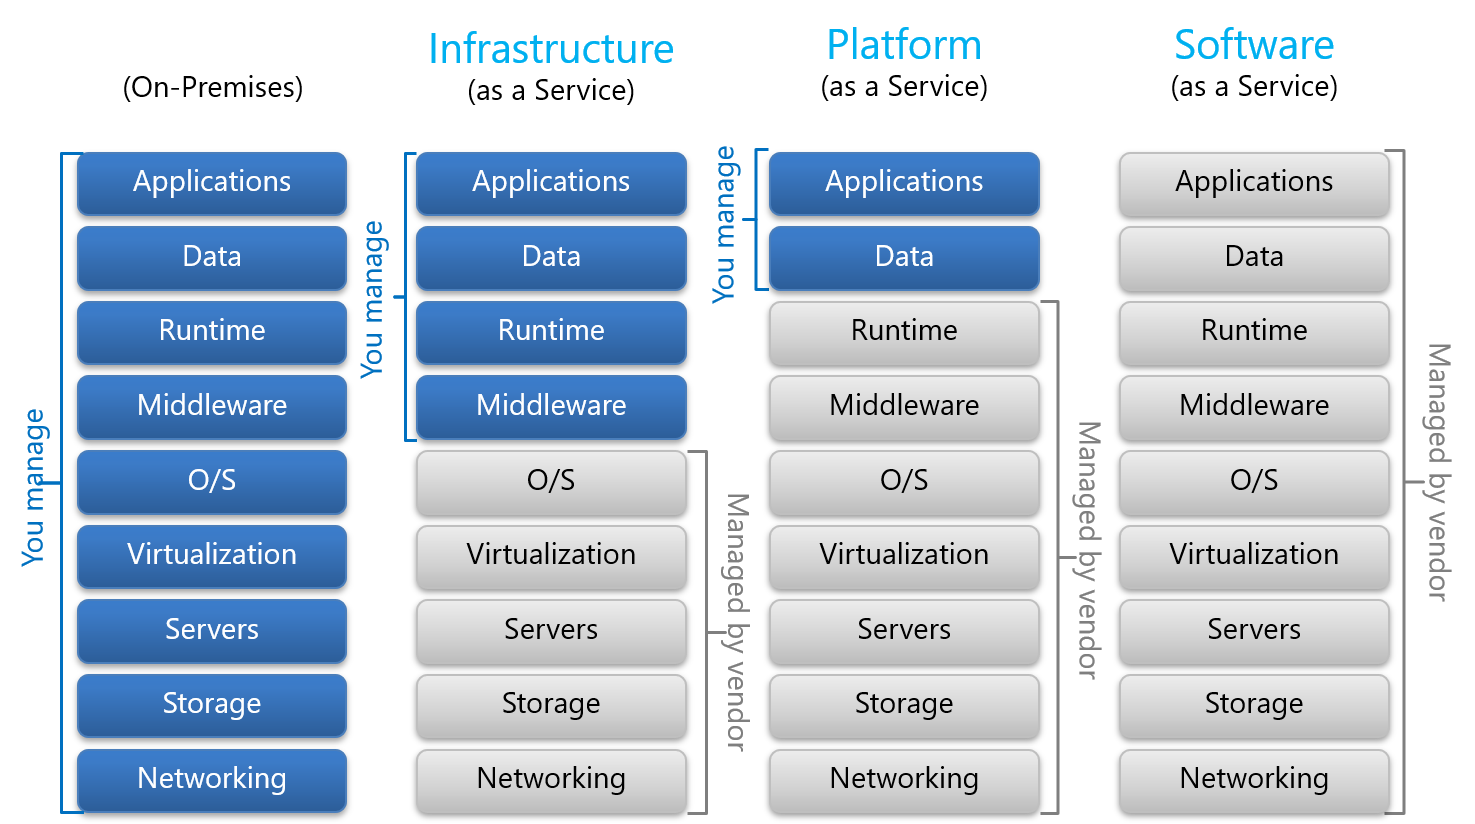 (On-Premises)
You manage
Applications
Data
Runtime
Middleware
O/S
Virtualization
Servers
Storage
Networking
Infrastructure
(as a Service)
You manage
Applications
Data
Runtime
Middleware
O/S
Virtualization
Servers
Storage
Networking
Managed by vendor
Platform
(as a Service)
You manage
Applications
Data
Runtime
Middleware
O/S
Virtualization
Servers
Storage
Networking
Managed by vendor
Software
(as a Service)
Applications
Data
Runtime
Middleware
O/S
Virtualization
Servers
Storage
Networking
Managed by vendor